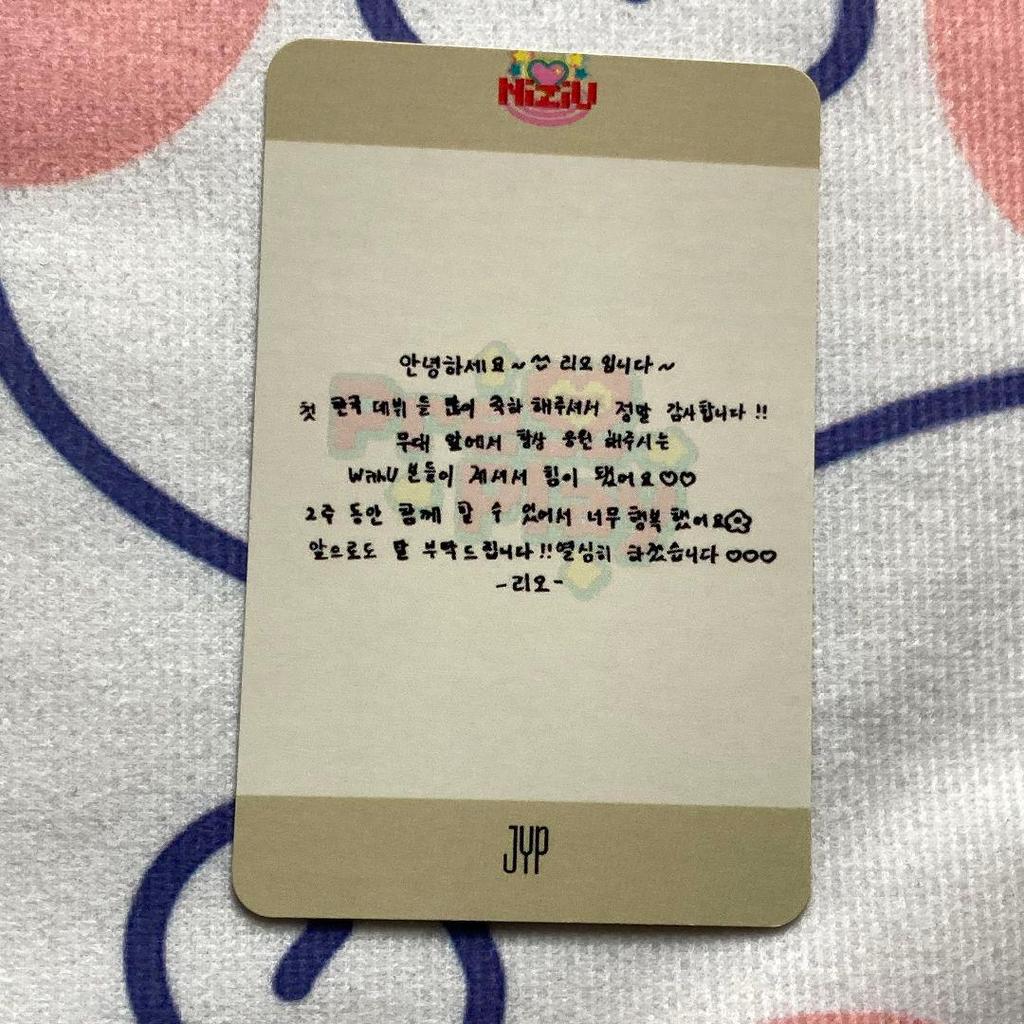 NiziU
안녕하세요~ 리오 입니다~
첫 한국 데뷔 를 많이 축하 해주셔서 정말 감사합니다 !!
무대 앞에서 항상 응원 해주시는
WithU 분들이 계셔서 힘이 됐어요♡♡
2주 동안 함께 할 수 있어서 너무 행복 했어요
앞으로도 잘 부탁드립니다!! 열심히 하겠습니다♡♡♡
-리오-
Press Play
JYP